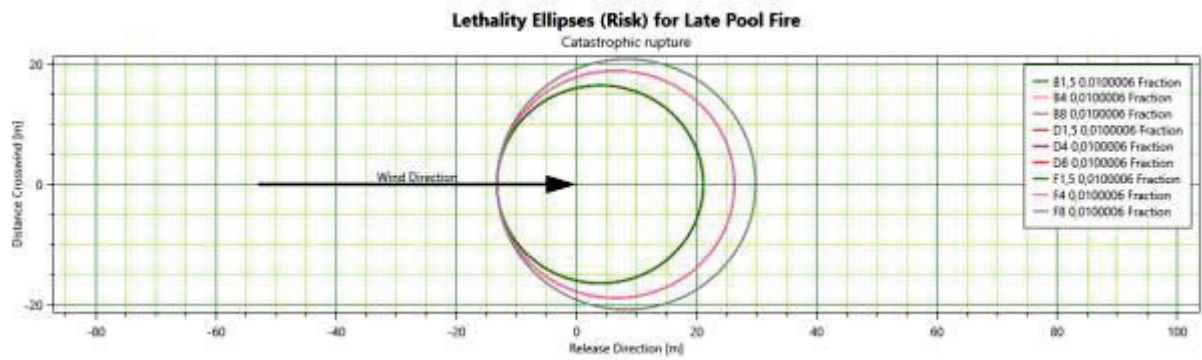 Lethality Ellipses (Risk) for Late Pool Fire
Catastrophic rupture
Distance Crosswind [m]
20
0
-20
Wind Direction
B1,5 0,0100006 Fraction
B4 0,0100006 Fraction
B8 0,0100006 Fraction
D1,5 0,0100006 Fraction
D4 0,0100006 Fraction
D8 0,0100006 Fraction
F1,5 0,0100006 Fraction
F4 0,0100006 Fraction
F8 0,0100006 Fraction
-80 -60 -40 -20 0 20 40 60 80 100
Release Direction [m]